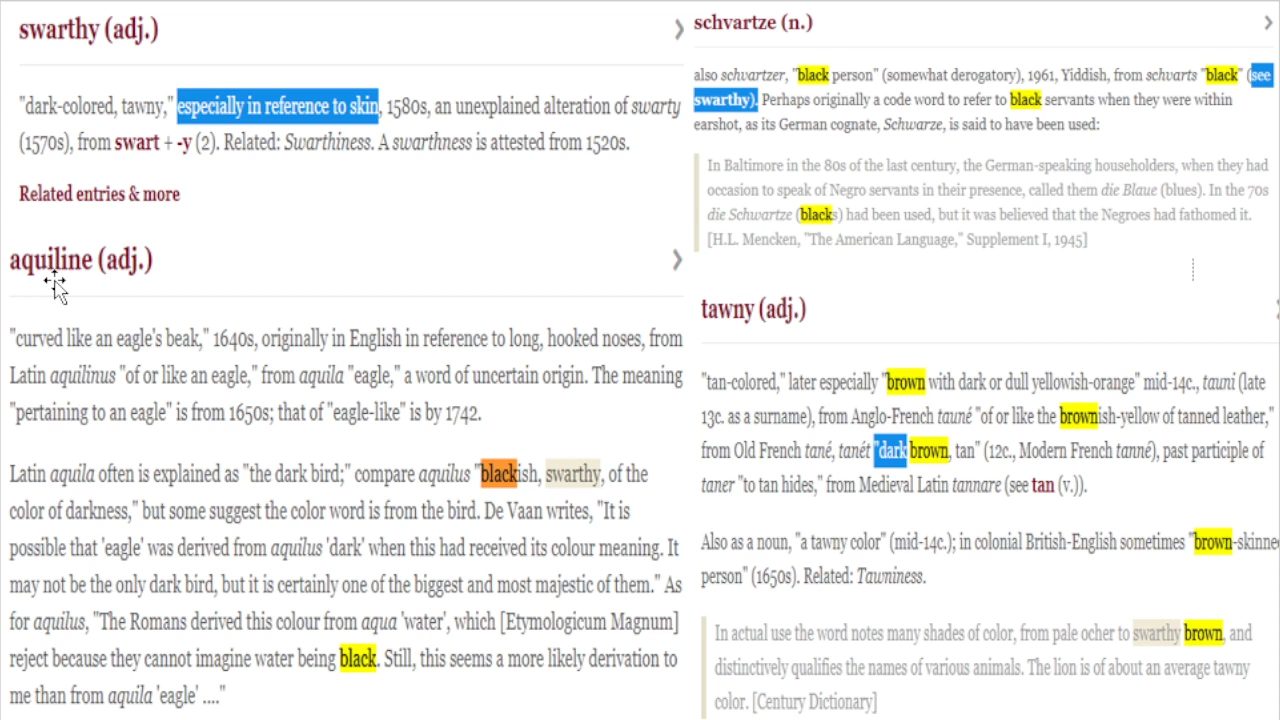 swarthy (adj.)
"dark-colored, tawny," especially in reference to skin, 1580s, an unexplained alteration of swarty
(1570s), from swart + -y (2). Related: Swarthiness. A swarthness is attested from 1520s.
Related entries & more
aquiline (adj.)
"curved like an eagle's beak," 1640s, originally in English in reference to long, hooked noses, from
Latin aquilinus "of or like an eagle," from aquila "eagle," a word of uncertain origin. The meaning
"pertaining to an eagle" is from 1650s; that of "eagle-like" is by 1742.
Latin aquila often is explained as "the dark bird;" compare aquilus "blackish, swarthy, of the
color of darkness," but some suggest the color word is from the bird. De Vaan writes, "It is
possible that 'eagle' was derived from aquilus 'dark' when this had received its colour meaning. It
may not be the only dark bird, but it is certainly one of the biggest and most majestic of them." As
for aquilus, "The Romans derived this colour from aqua 'water', which [Etymologicum Magnum]
reject because they cannot imagine water being black. Still, this seems a more likely derivation to
me than from aquila 'eagle' ...."
schvartze (n.)
also schvartzer, "black person" (somewhat derogatory), 1961, Yiddish, from schvarts "black" (see
swarthy). Perhaps originally a code word to refer to black servants when they were within
earshot, as its German cognate, Schwarze, is said to have been used:
In Baltimore in the 80s of the last century, the German-speaking householders, when they had
occasion to speak of Negro servants in their presence, called them die Blaue (blues). In the 70s
die Schwartze (blacks) had been used, but it was believed that the Negroes had fathomed it.
[H.L. Mencken, "The American Language," Supplement I, 1945]
tawny (adj.)
"tan-colored," later especially "brown with dark or dull yellowish-orange" mid-14c., tauni (late
13c. as a surname), from Anglo-French tauné "of or like the brownish-yellow of tanned leather,"
from Old French tané, tanét "dark brown, tan" (12c., Modern French tanné), past participle of
taner "to tan hides," from Medieval Latin tannare (see tan (v.)).
Also as a noun, "a tawny color" (mid-14c.); in colonial British-English sometimes "brown-skinne
person" (1650s). Related: Tawniness.
In actual use the word notes many shades of color, from pale ocher to swarthy brown, and
distinctively qualifies the names of various animals. The lion is of about an average tawny
color. [Century Dictionary]